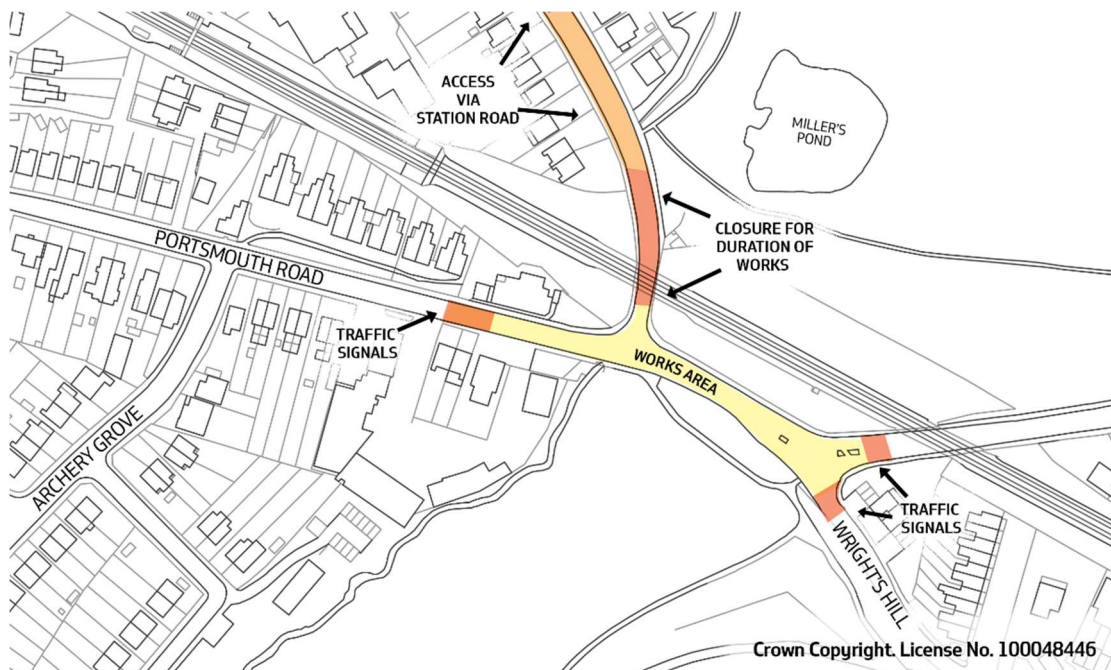 ACCESS
VIA
STATION ROAD
MILLER'S
POND
CLOSURE FOR
DURATION OF
WORKS
PORTSMOUTH ROAD
TRAFFIC
SIGNALS
WORKS AREA
ARCHERY GROVE
TRAFFIC
SIGNALS
WRIGHT'S HILL
Crown Copyright. License No. 100048446